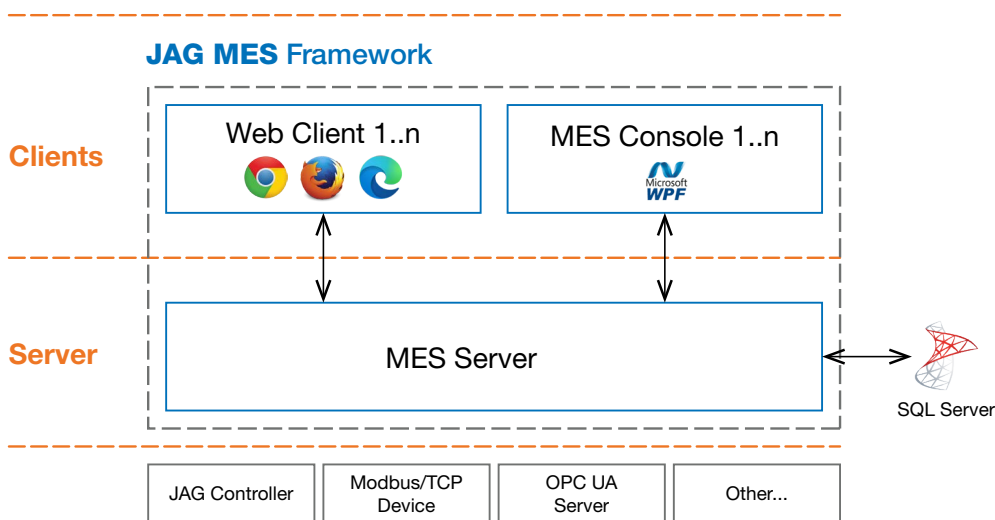 JAG MES Framework
Clients
Web Client 1..n
MES Console 1..n
Microsoft
WPF
Server
MES Server
SQL Server
JAG Controller
Modbus/TCP
Device
OPC UA
Server
Other...